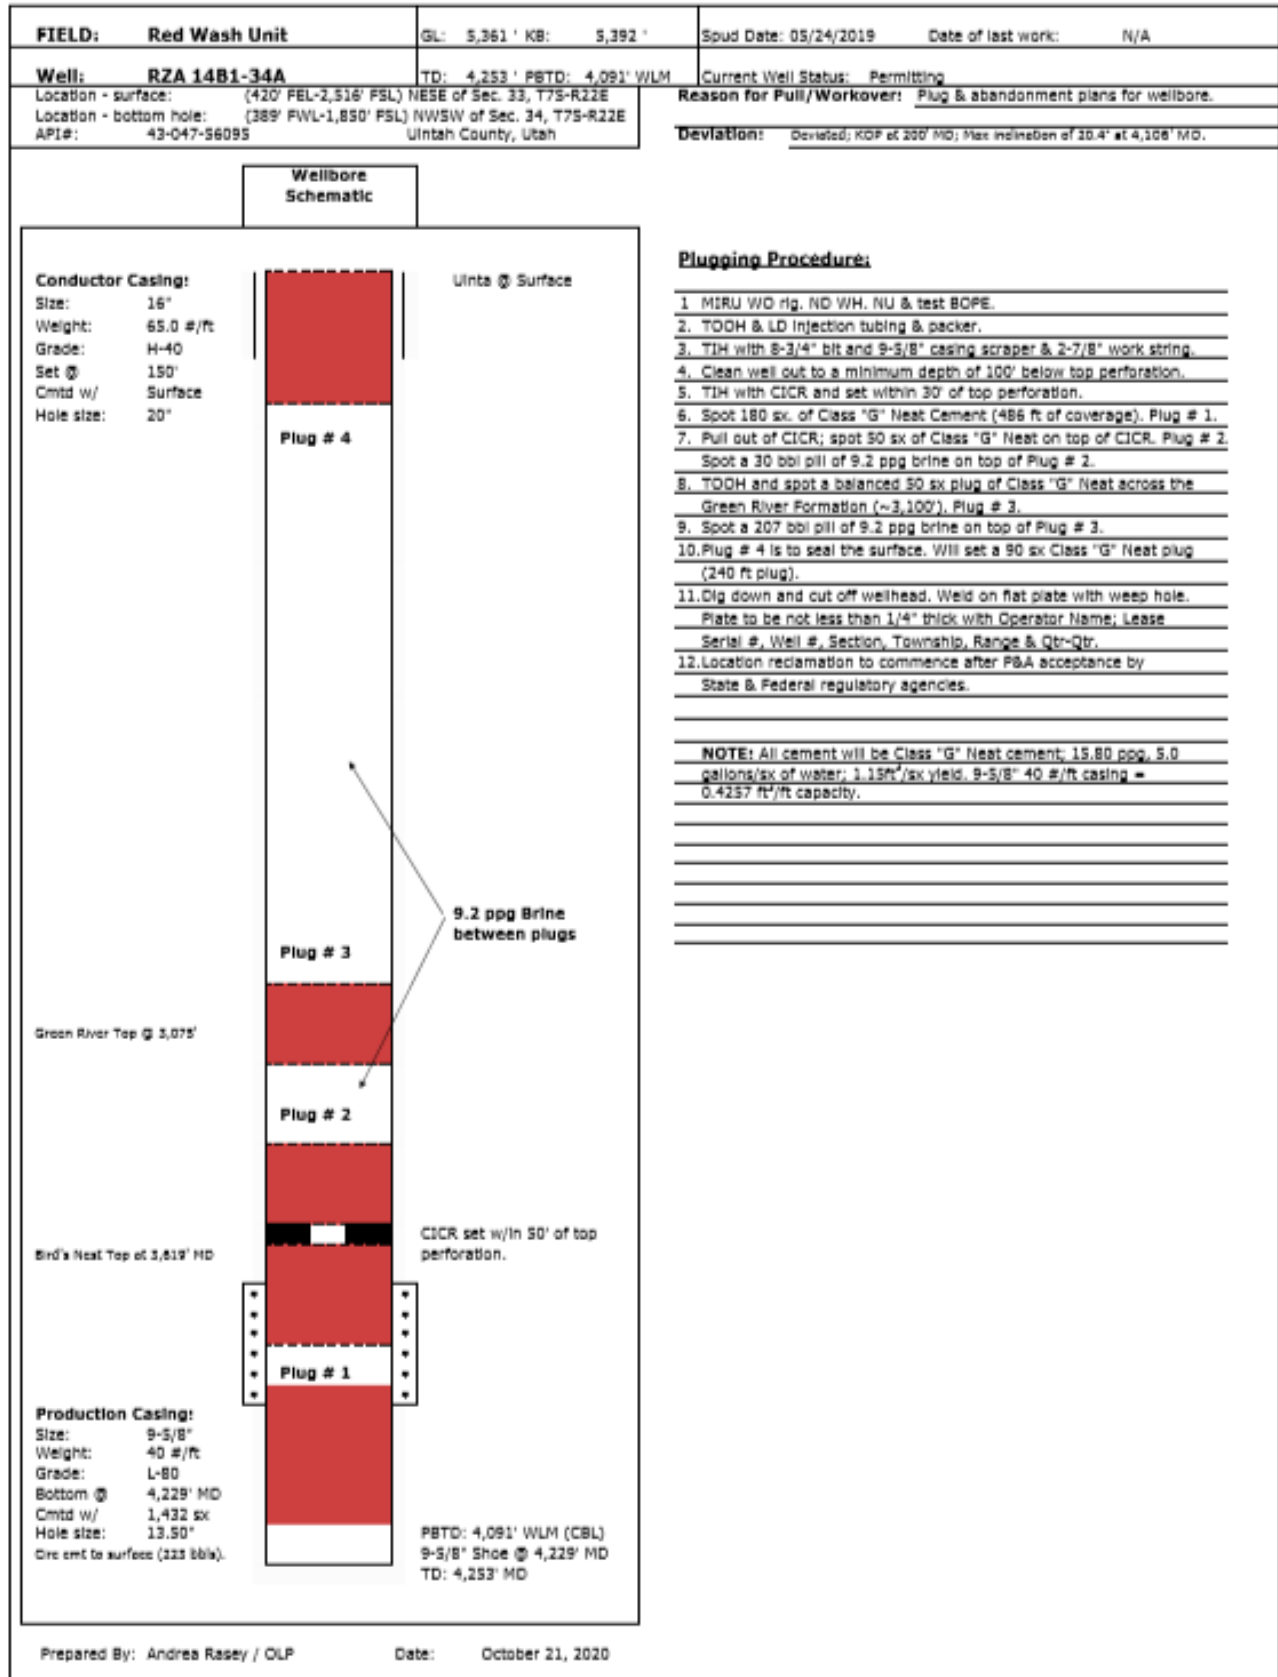 FIELD: Red Wash Unit GL: 5,361 ' KB: 5,392 ' Spud Date: 05/24/2019 Date of last work: N/A
Well: RZA 14B1-34A TD: 4,253 ' PBTD: 4,091' WLM Current Well Status: Permitting
Location - surface: (420' FEL-2,516' FSL) NESE of Sec. 33, T7S-R22E Reason for Pull/Workover: Plug & abandonment plans for wellbore.
Location - bottom hole: (389' FWL-1,850' FSL) NWSW of Sec. 34, T7S-R22E
API#: 43-047-56095 Uintah County, Utah Deviation: Deviated; KOP at 200' MD; Max inclination of 20.4° at 4,108' MD.
Wellbore
Schematic
Conductor Casing:
Size: 16"
Weight: 65.0 #/ft
Grade: H-40
Set @ 150'
Cmtd w/ Surface
Hole size: 20"
Uinta @ Surface
Plug # 4
9.2 ppg Brine
between plugs
Plug # 3
Green River Top @ 3,075'
Plug # 2
CICR set w/in 50' of top
perforation.
Bird's Nest Top at 3,619' MD
Plug # 1
Production Casing:
Size: 9-5/8"
Weight: 40 #/ft
Grade: L-80
Bottom @ 4,229' MD
Cmtd w/ 1,432 sx
Hole size: 13.50"
Circ cmt to surface (225 bbls).
PBTD: 4,091' WLM (CBL)
9-5/8" Shoe @ 4,229' MD
TD: 4,253' MD
Plugging Procedure:
1 MIRU WO rig. ND WH. NU & test BOPE.
2. TOOH & LD injection tubing & packer.
3. TIH with 8-3/4" bit and 9-5/8" casing scraper & 2-7/8" work string.
4. Clean well out to a minimum depth of 100' below top perforation.
5. TIH with CICR and set within 30' of top perforation.
6. Spot 180 sx. of Class "G" Neat Cement (486 ft of coverage). Plug # 1.
7. Pull out of CICR; spot 50 sx of Class "G" Neat on top of CICR. Plug # 2.
Spot a 30 bbl pill of 9.2 ppg brine on top of Plug # 2.
8. TOOH and spot a balanced 50 sx plug of Class "G" Neat across the
Green River Formation (~3,100'). Plug # 3.
9. Spot a 207 bbl pill of 9.2 ppg brine on top of Plug # 3.
10.Plug # 4 is to seal the surface. Will set a 90 sx Class "G" Neat plug
(240 ft plug).
11.Dig down and cut off wellhead. Weld on flat plate with weep hole.
Plate to be not less than 1/4" thick with Operator Name; Lease
Serial #, Well #, Section, Township, Range & Qtr-Qtr.
12.Location reclamation to commence after P&A acceptance by
State & Federal regulatory agencies.
NOTE: All cement will be Class "G" Neat cement; 15.80 ppg, 5.0
gallons/sx of water; 1.15ft³/sx yield. 9-5/8" 40 #/ft casing =
0.4257 ft³/ft capacity.
Prepared By: Andrea Rasey / OLP Date: October 21, 2020